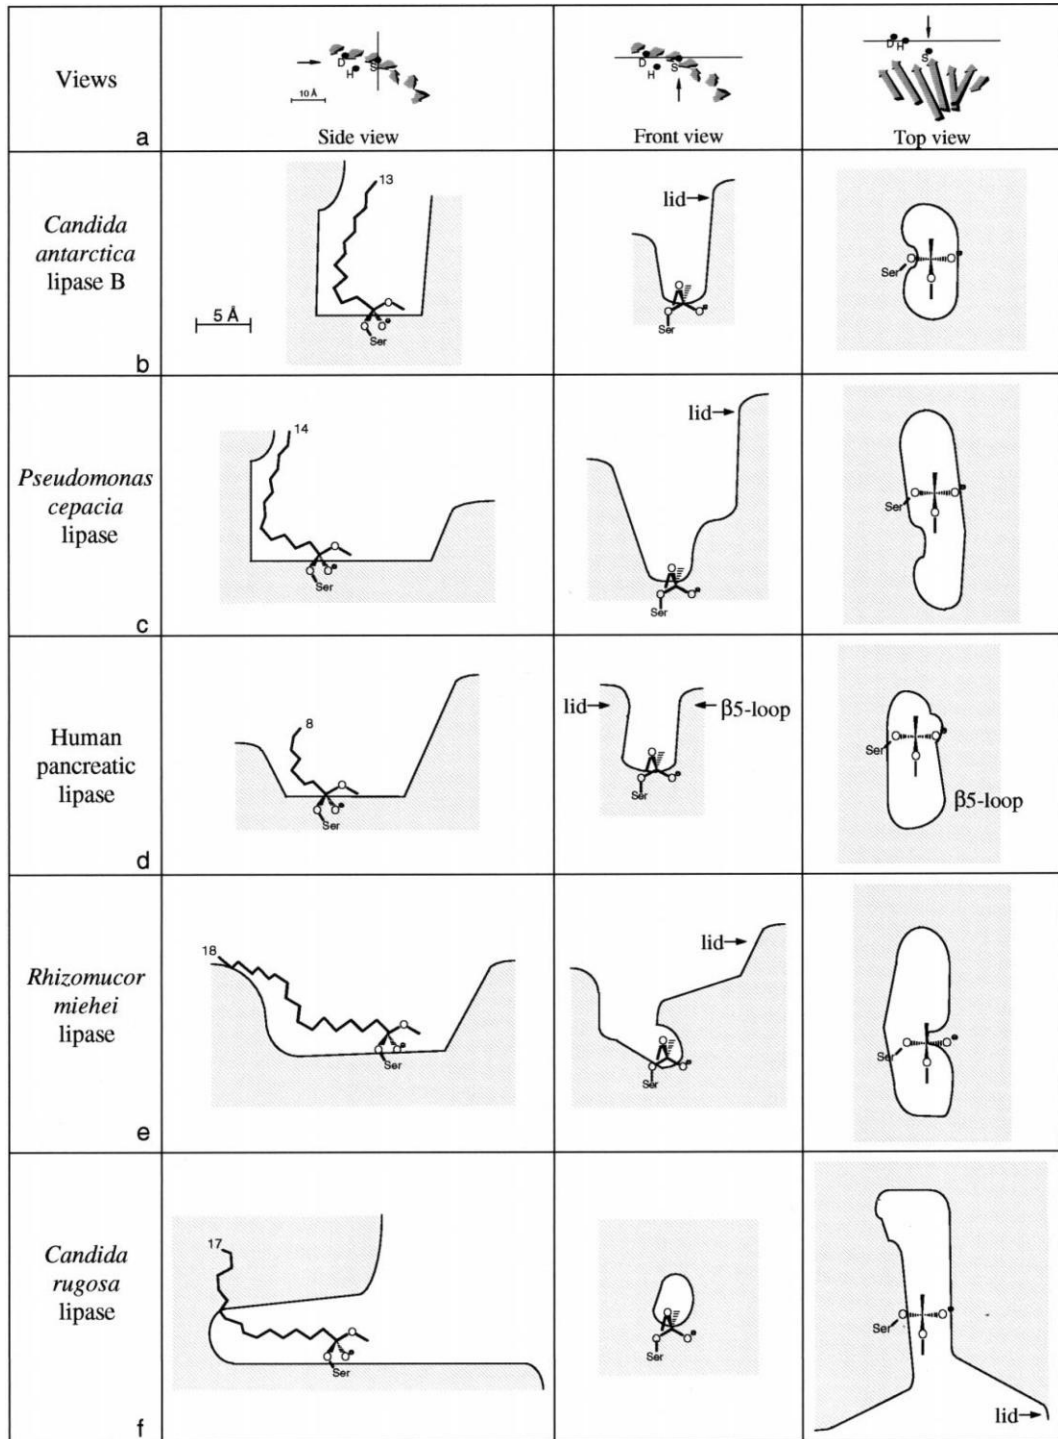 Views
a
D
H
S
10 Å
Side view
D
H
S
Front view
D
H
S
Top view
Candida
antarctica
lipase B
b
5 Å
13
O
O
O
Ser
lid
O
O
O
Ser
Ser
O
O
O
Pseudomonas
cepacia
lipase
c
14
O
O
O
Ser
lid
O
O
O
Ser
Ser
O
O
O
Human
pancreatic
lipase
d
8
O
O
O
Ser
lid
β5-loop
O
O
O
Ser
Ser
O
O
O
β5-loop
Rhizomucor
miehei
lipase
e
18
O
O
O
Ser
lid
O
O
O
Ser
Ser
O
O
O
Candida
rugosa
lipase
f
17
O
O
O
Ser
O
O
O
Ser
Ser
O
O
O
lid